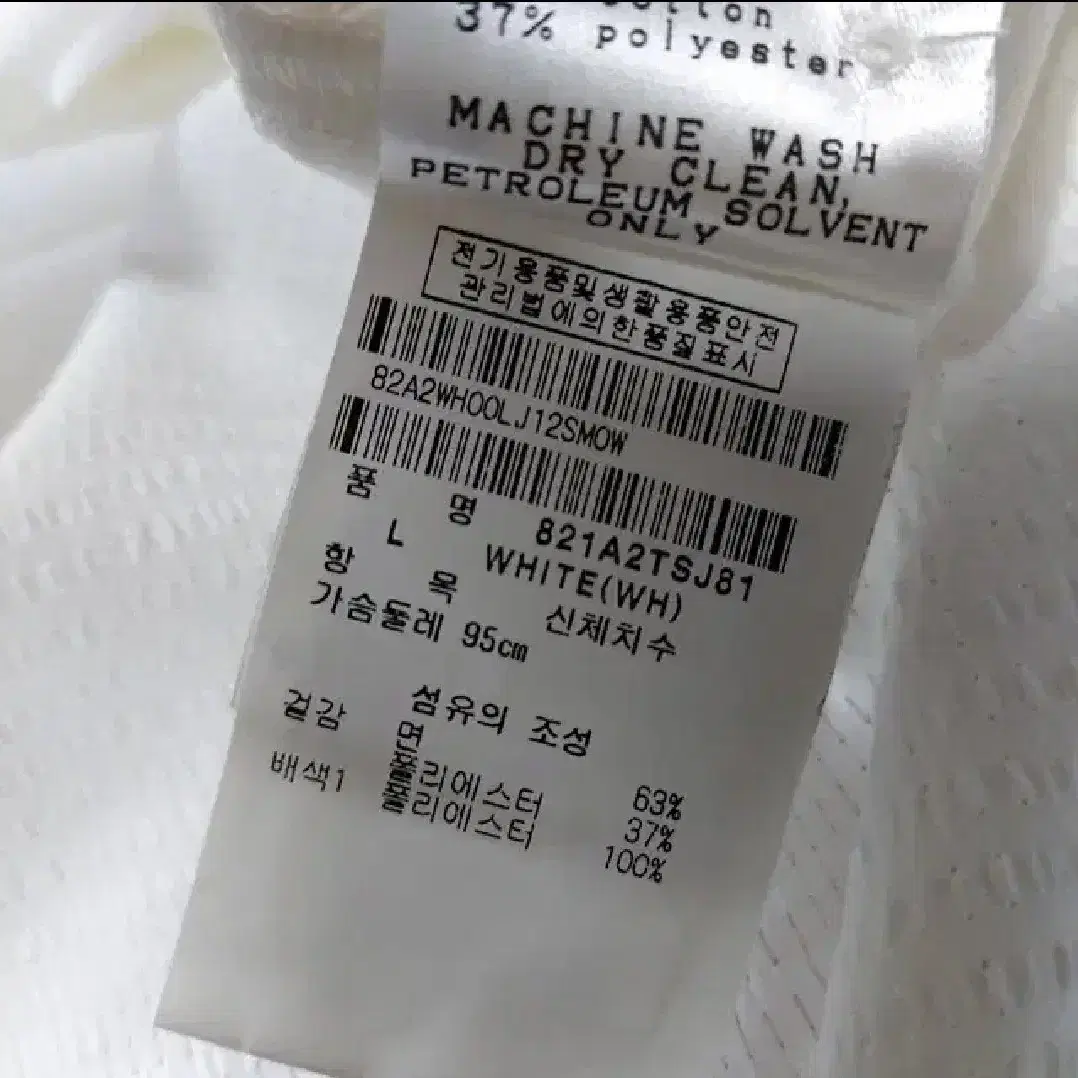 cotton
37% polyester
MACHINE WASH
DRY CLEAN,
PETROLEUM SOLVENT
ONLY
전기용품및생활용품안전
관리법에의한품질표시
82A2WH00LJ12SMOW
품 명 821A2TSJ81
L WHITE(WH)
항 목 신체치수
가슴둘레 95cm
섬유의 조성
겉감 면 63%
폴리에스터 37%
배색1 폴리에스터 100%